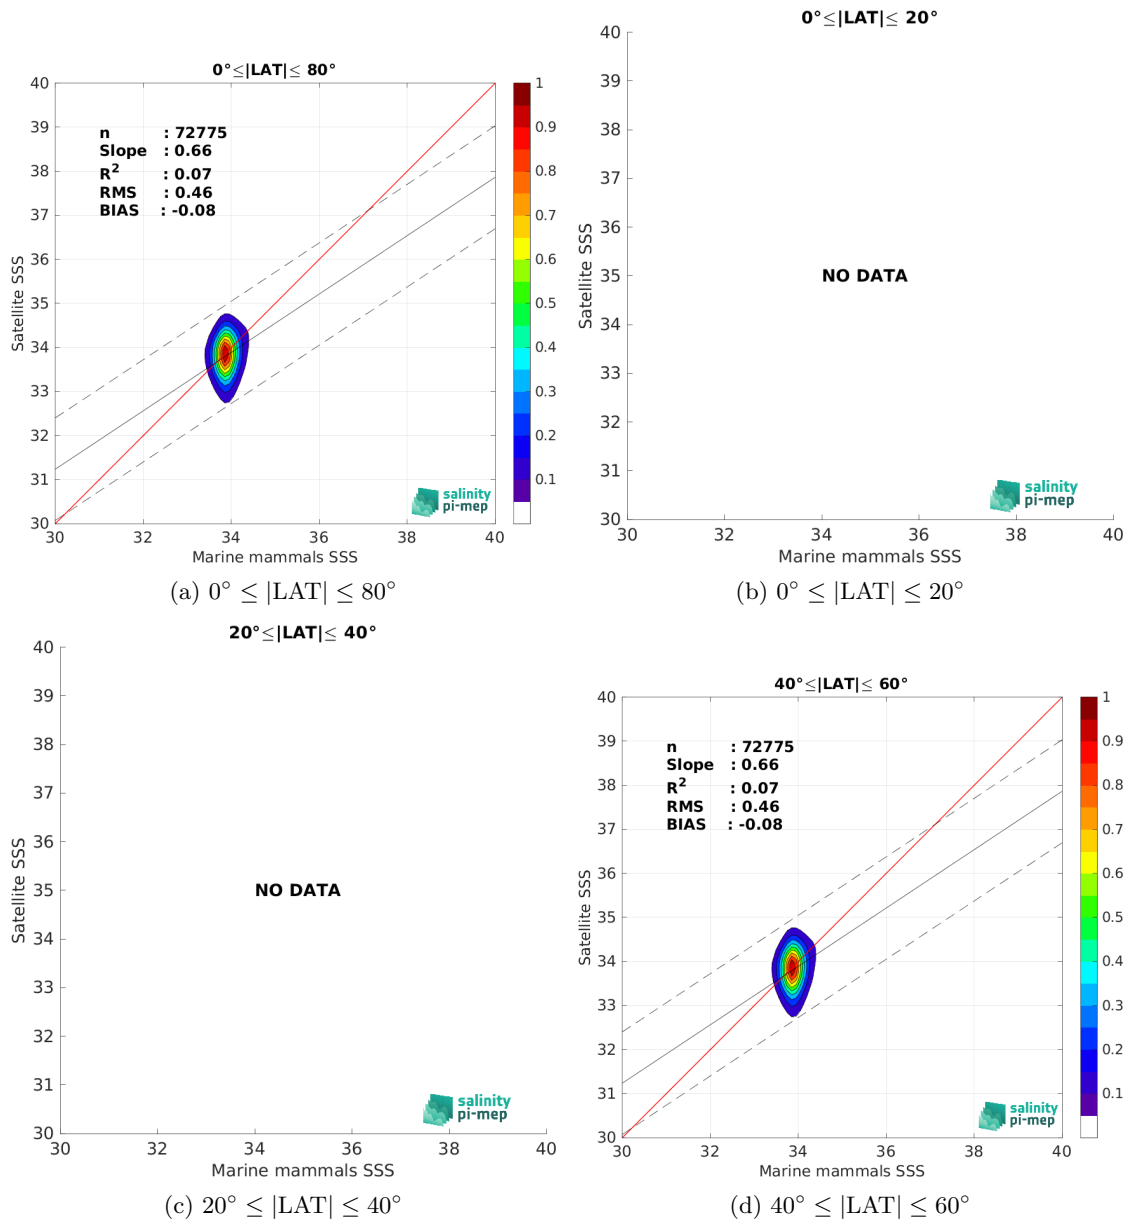 0°≤|LAT|≤ 80°
40
39
38
37
36
35
34
33
32
31
30
n : 72775
Slope : 0.66
R² : 0.07
RMS : 0.46
BIAS : -0.08
Satellite SSS
30 32 34 36 38 40
Marine mammals SSS
salinity
pi-mep
1
0.9
0.8
0.7
0.6
0.5
0.4
0.3
0.2
0.1
(a) 0° ≤ |LAT| ≤ 80°
0°≤|LAT|≤ 20°
40
39
38
37
36
35
34
33
32
31
30
Satellite SSS
NO DATA
salinity
pi-mep
30 32 34 36 38 40
Marine mammals SSS
(b) 0° ≤ |LAT| ≤ 20°
20°≤|LAT|≤ 40°
40
39
38
37
36
35
34
33
32
31
30
Satellite SSS
NO DATA
salinity
pi-mep
30 32 34 36 38 40
Marine mammals SSS
(c) 20° ≤ |LAT| ≤ 40°
40°≤|LAT|≤ 60°
40
39
38
37
36
35
34
33
32
31
30
n : 72775
Slope : 0.66
R² : 0.07
RMS : 0.46
BIAS : -0.08
Satellite SSS
30 32 34 36 38 40
Marine mammals SSS
salinity
pi-mep
1
0.9
0.8
0.7
0.6
0.5
0.4
0.3
0.2
0.1
(d) 40° ≤ |LAT| ≤ 60°